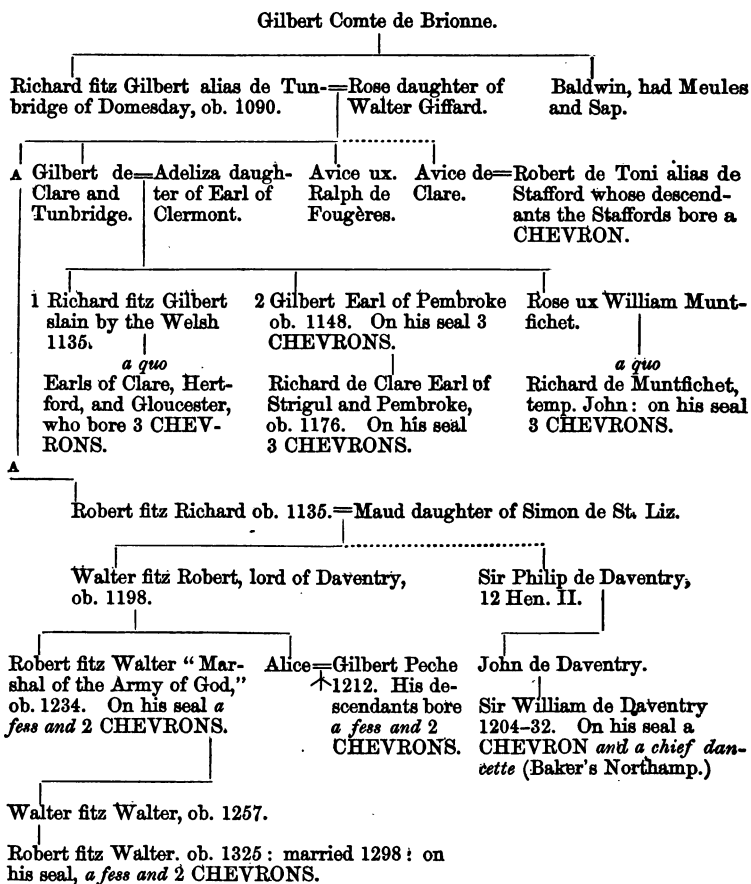 Gilbert Comte de Brionne.
Richard fitz Gilbert alias de Tun-
bridge of Domesday, ob. 1090.
=Rose daughter of
Walter Giffard.
Baldwin, had Meules
and Sap.
A
Gilbert de
Clare and
Tunbridge.
=Adeliza daugh-
ter of Earl of
Clermont.
Avice ux.
Ralph de
Fougères.
Avice de
Clare.
=Robert de Toni alias de
Stafford whose descend-
ants the Staffords bore a
CHEVRON.
1 Richard fitz Gilbert
slain by the Welsh
1135.
a quo
Earls of Clare, Hert-
ford, and Gloucester,
who bore 3 CHEV-
RONS.
2 Gilbert Earl of Pembroke
ob. 1148. On his seal 3
CHEVRONS.
Richard de Clare Earl of
Strigul and Pembroke,
ob. 1176. On his seal
3 CHEVRONS.
Rose ux William Munt-
fichet.
a quo
Richard de Muntfichet,
temp. John: on his seal
3 CHEVRONS.
A
Robert fitz Richard ob. 1135.=Maud daughter of Simon de St. Liz.
Walter fitz Robert, lord of Daventry,
ob. 1198.
Sir Philip de Daventry,
12 Hen. II.
Robert fitz Walter "Mar-
shal of the Army of God,"
ob. 1234. On his seal a
fess and 2 CHEVRONS.
Alice
=Gilbert Peche
1212. His de-
scendants bore
a fess and 2
CHEVRONS.
John de Daventry.
Sir William de Daventry
1204–32. On his seal a
CHEVRON and a chief dan-
cette (Baker's Northamp.)
Walter fitz Walter, ob. 1257.
Robert fitz Walter. ob. 1325: married 1298: on
his seal, a fess and 2 CHEVRONS.